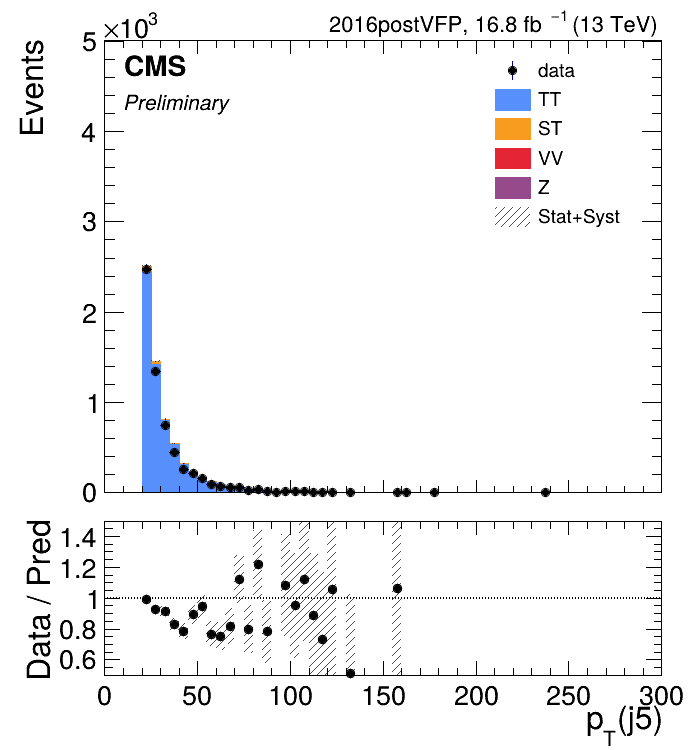 ×10³
2016postVFP, 16.8 fb ⁻¹ (13 TeV)
CMS
Preliminary
data
TT
ST
VV
Z
Stat+Syst
Events
5
4
3
2
1
0
Data / Pred
1.4
1.2
1
0.8
0.6
0 50 100 150 200 250 300
p_T(j5)